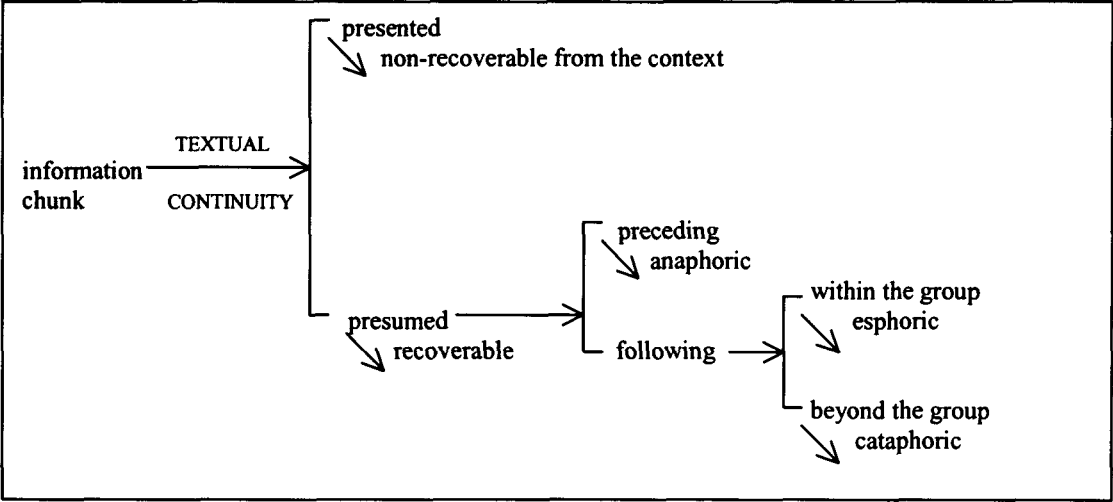 presented
non-recoverable from the context
TEXTUAL
information
chunk
CONTINUITY
preceding
anaphoric
within the group
esphoric
presumed
recoverable
following
beyond the group
cataphoric